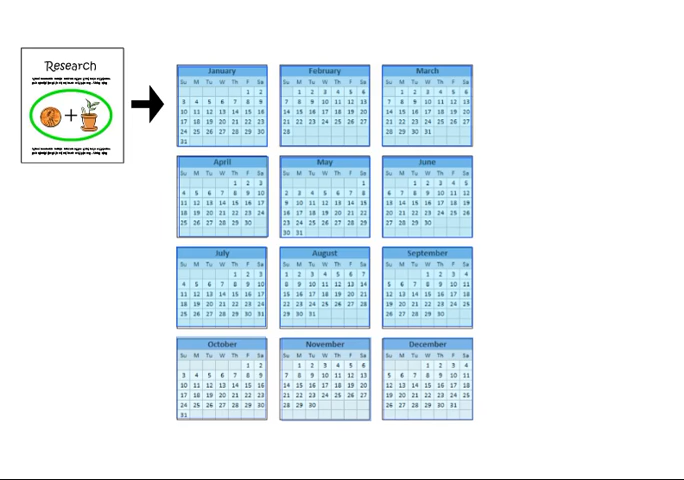 Research
January
Su M Tu W Th F Sa
1 2
3 4 5 6 7 8 9
10 11 12 13 14 15 16
17 18 19 20 21 22 23
24 25 26 27 28 29 30
31
February
Su M Tu W Th F Sa
1 2 3 4 5 6
7 8 9 10 11 12 13
14 15 16 17 18 19 20
21 22 23 24 25 26 27
28
March
Su M Tu W Th F Sa
1 2 3 4 5 6
7 8 9 10 11 12 13
14 15 16 17 18 19 20
21 22 23 24 25 26 27
28 29 30 31
April
Su M Tu W Th F Sa
1 2 3
4 5 6 7 8 9 10
11 12 13 14 15 16 17
18 19 20 21 22 23 24
25 26 27 28 29 30
May
Su M Tu W Th F Sa
1
2 3 4 5 6 7 8
9 10 11 12 13 14 15
16 17 18 19 20 21 22
23 24 25 26 27 28 29
30 31
June
Su M Tu W Th F Sa
1 2 3 4 5
6 7 8 9 10 11 12
13 14 15 16 17 18 19
20 21 22 23 24 25 26
27 28 29 30
July
Su M Tu W Th F Sa
1 2 3
4 5 6 7 8 9 10
11 12 13 14 15 16 17
18 19 20 21 22 23 24
25 26 27 28 29 30 31
August
Su M Tu W Th F Sa
1 2 3 4 5 6 7
8 9 10 11 12 13 14
15 16 17 18 19 20 21
22 23 24 25 26 27 28
29 30 31
September
Su M Tu W Th F Sa
1 2 3 4
5 6 7 8 9 10 11
12 13 14 15 16 17 18
19 20 21 22 23 24 25
26 27 28 29 30
October
Su M Tu W Th F Sa
1 2
3 4 5 6 7 8 9
10 11 12 13 14 15 16
17 18 19 20 21 22 23
24 25 26 27 28 29 30
31
November
Su M Tu W Th F Sa
1 2 3 4 5 6
7 8 9 10 11 12 13
14 15 16 17 18 19 20
21 22 23 24 25 26 27
28 29 30
December
Su M Tu W Th F Sa
1 2 3 4
5 6 7 8 9 10 11
12 13 14 15 16 17 18
19 20 21 22 23 24 25
26 27 28 29 30 31